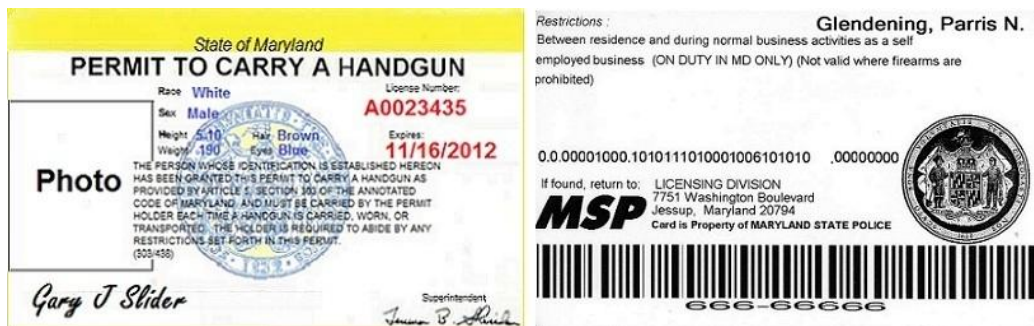 State of Maryland
PERMIT TO CARRY A HANDGUN
Race White
License Number:
A0023435
Sex Male
Height 5.10 Hair Brown
Weight 190 Eyes Blue
Expires:
11/16/2012
Photo
THE PERSON WHOSE IDENTIFICATION IS ESTABLISHED HEREON
HAS BEEN GRANTED THIS PERMIT TO CARRY A HANDGUN AS
PROVIDED BY ARTICLE 5, SECTION 303 OF THE ANNOTATED
CODE OF MARYLAND, AND MUST BE CARRIED BY THE PERMIT
HOLDER EACH TIME A HANDGUN IS CARRIED, WORN, OR
TRANSPORTED. THE HOLDER IS REQUIRED TO ABIDE BY ANY
RESTRICTIONS SET FORTH IN THIS PERMIT.
(303/438)
Gary J Slider
Superintendent
Restrictions :
Glendening, Parris N.
Between residence and during normal business activities as a self
employed business (ON DUTY IN MD ONLY) (Not valid where firearms are
prohibited)
0.0.00001000.1010111010001006101010 .00000000
If found, return to: LICENSING DIVISION
7751 Washington Boulevard
Jessup, Maryland 20794
MSP
Card is Property of MARYLAND STATE POLICE
666-66666